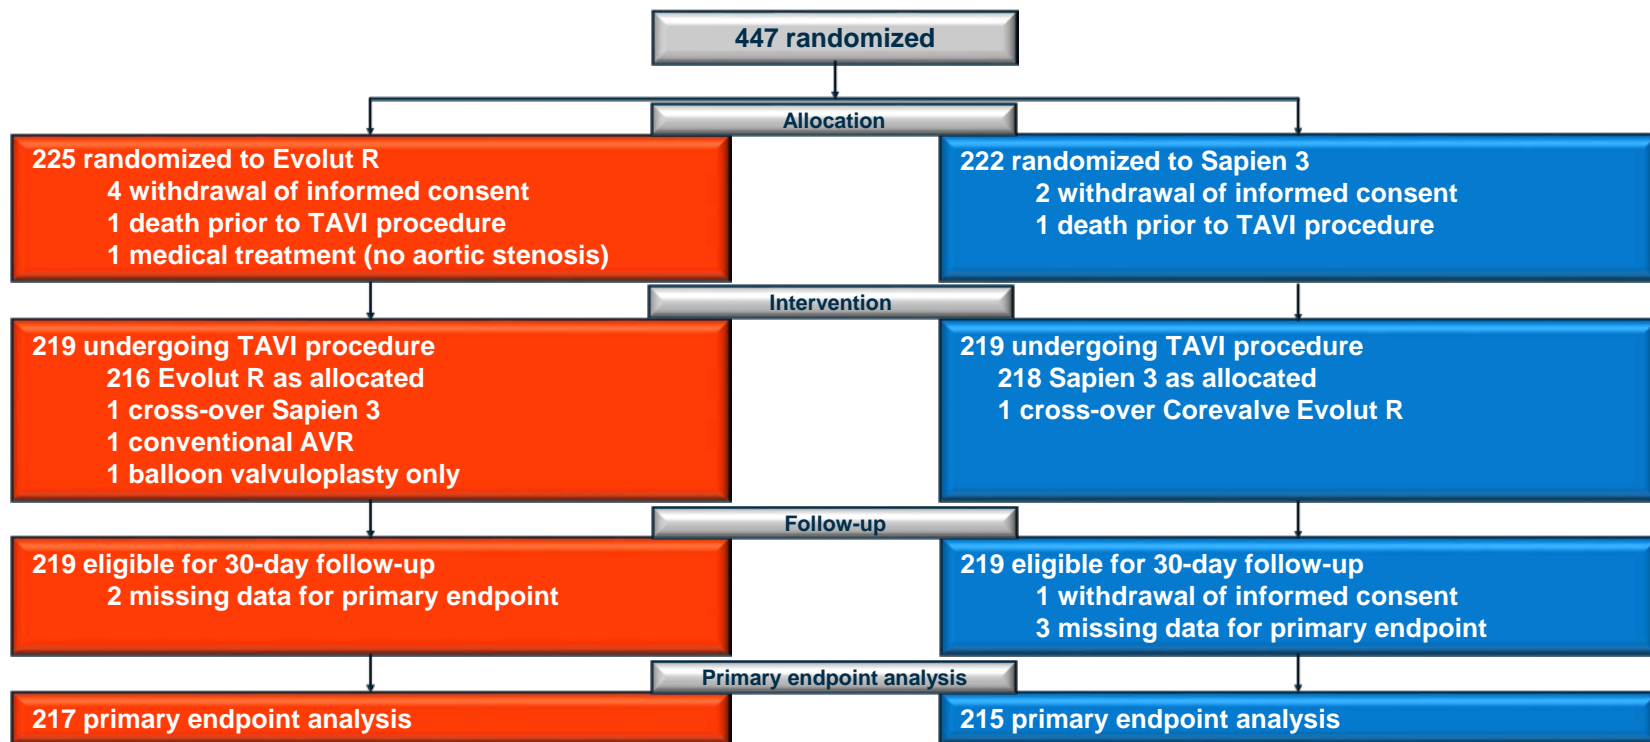 447 randomized
Allocation
225 randomized to Evolut R
4 withdrawal of informed consent
1 death prior to TAVI procedure
1 medical treatment (no aortic stenosis)
222 randomized to Sapien 3
2 withdrawal of informed consent
1 death prior to TAVI procedure
Intervention
219 undergoing TAVI procedure
216 Evolut R as allocated
1 cross-over Sapien 3
1 conventional AVR
1 balloon valvuloplasty only
219 undergoing TAVI procedure
218 Sapien 3 as allocated
1 cross-over Corevalve Evolut R
Follow-up
219 eligible for 30-day follow-up
2 missing data for primary endpoint
219 eligible for 30-day follow-up
1 withdrawal of informed consent
3 missing data for primary endpoint
Primary endpoint analysis
217 primary endpoint analysis
215 primary endpoint analysis